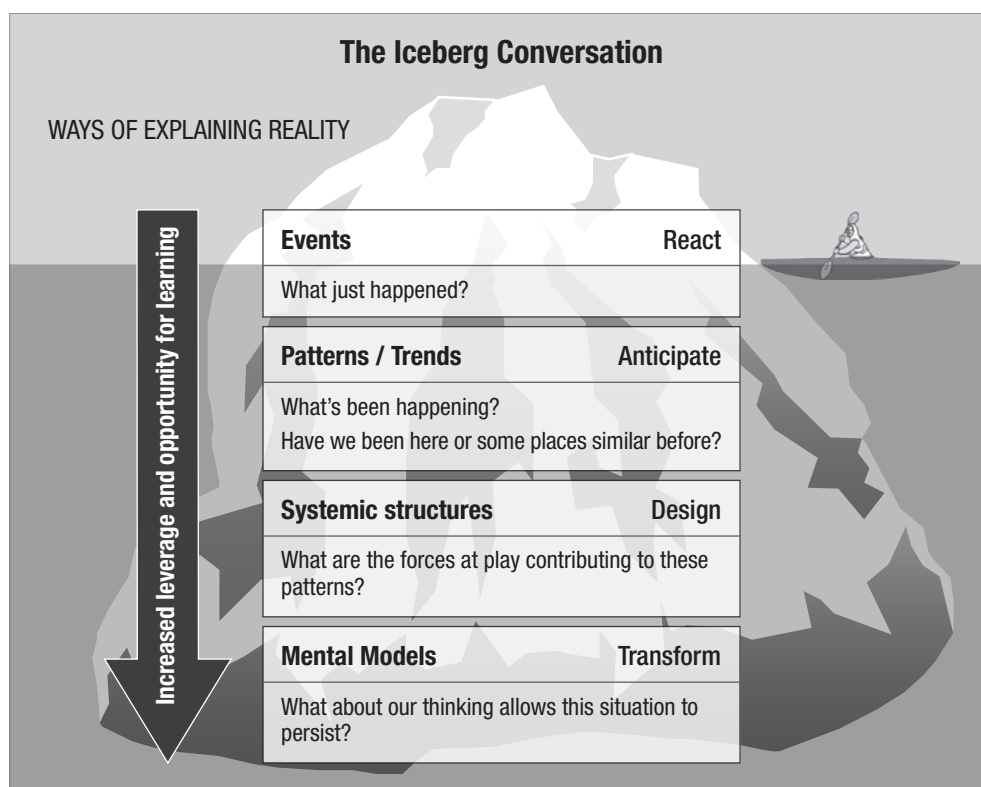 The Iceberg Conversation
WAYS OF EXPLAINING REALITY
Increased leverage and opportunity for learning
Events React
What just happened?
Patterns / Trends Anticipate
What’s been happening?
Have we been here or some places similar before?
Systemic structures Design
What are the forces at play contributing to these
patterns?
Mental Models Transform
What about our thinking allows this situation to
persist?